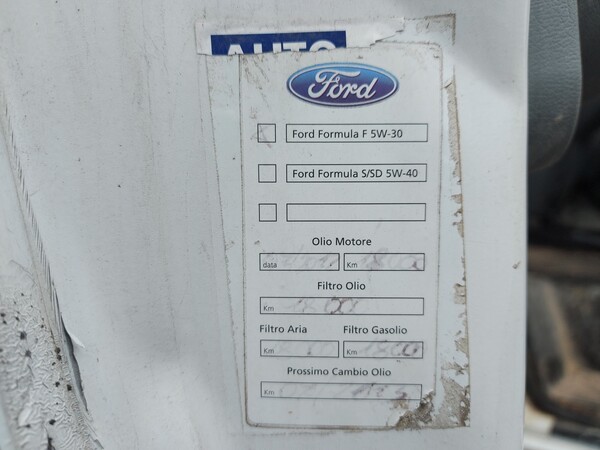 AUTO
Ford
Ford Formula F 5W-30
Ford Formula S/SD 5W-40
Olio Motore
data Km
Filtro Olio
Km
Filtro Aria Filtro Gasolio
Km Km
Prossimo Cambio Olio
Km